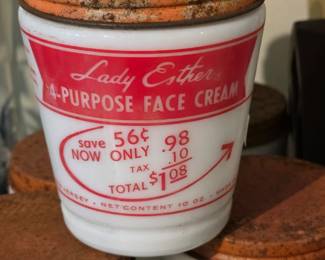 Lady Esther
4-PURPOSE FACE CREAM
save 56¢ .98
NOW ONLY .10
TAX
TOTAL $1.08
JERSEY • NET CONTENT 10 OZ •